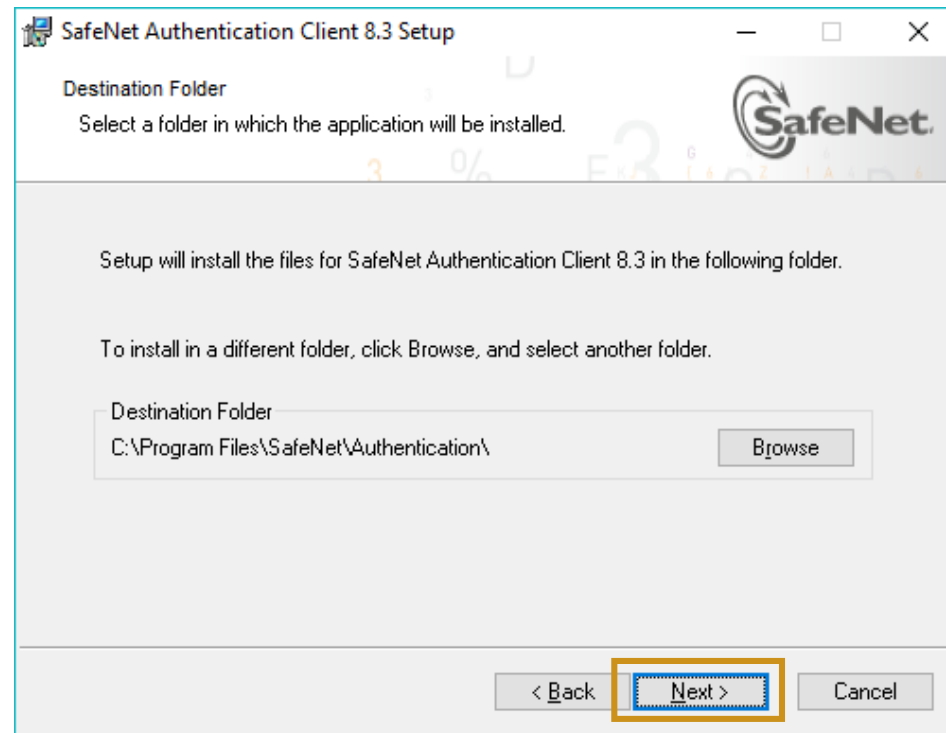 SafeNet Authentication Client 8.3 Setup
Destination Folder
Select a folder in which the application will be installed.
SafeNet.
Setup will install the files for SafeNet Authentication Client 8.3 in the following folder.
To install in a different folder, click Browse, and select another folder.
Destination Folder
C:\Program Files\SafeNet\Authentication\
Browse
< Back
Next >
Cancel